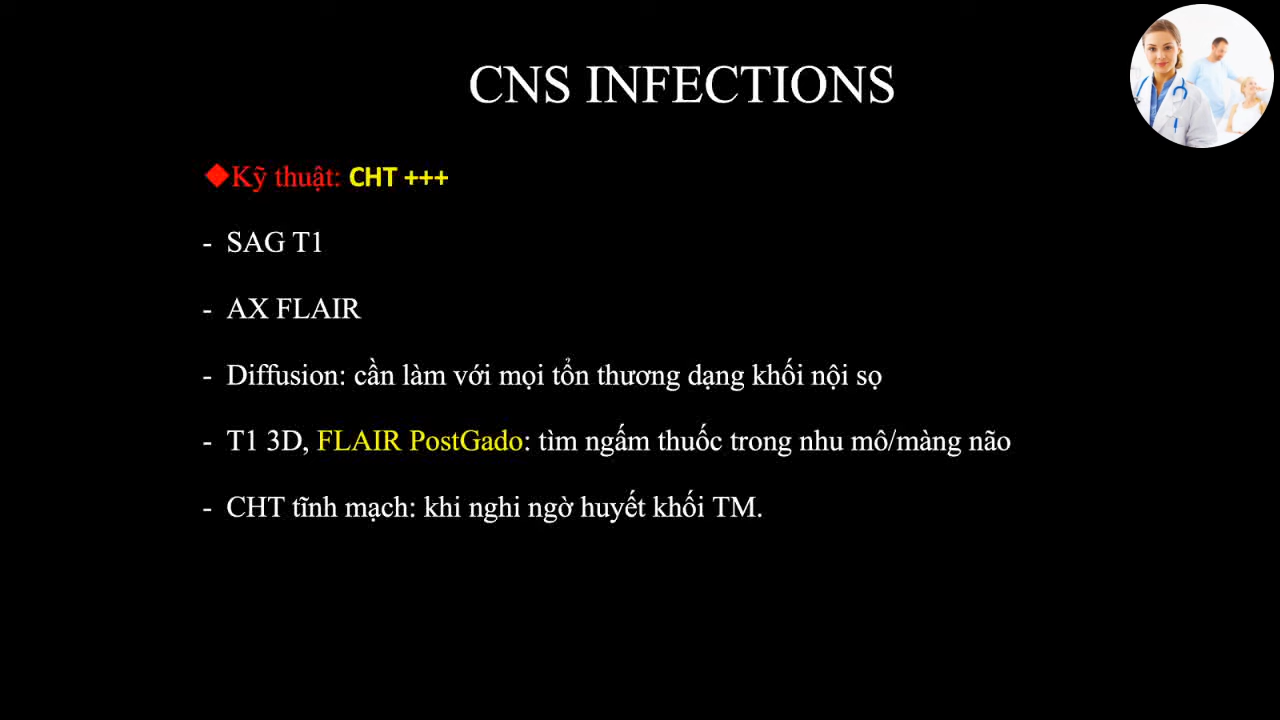 CNS INFECTIONS
◆Kỹ thuật: CHT +++
- SAG T1
- AX FLAIR
- Diffusion: cần làm với mọi tổn thương dạng khối nội sọ
- T1 3D, FLAIR PostGado: tìm ngấm thuốc trong nhu mô/màng não
- CHT tĩnh mạch: khi nghi ngờ huyết khối TM.